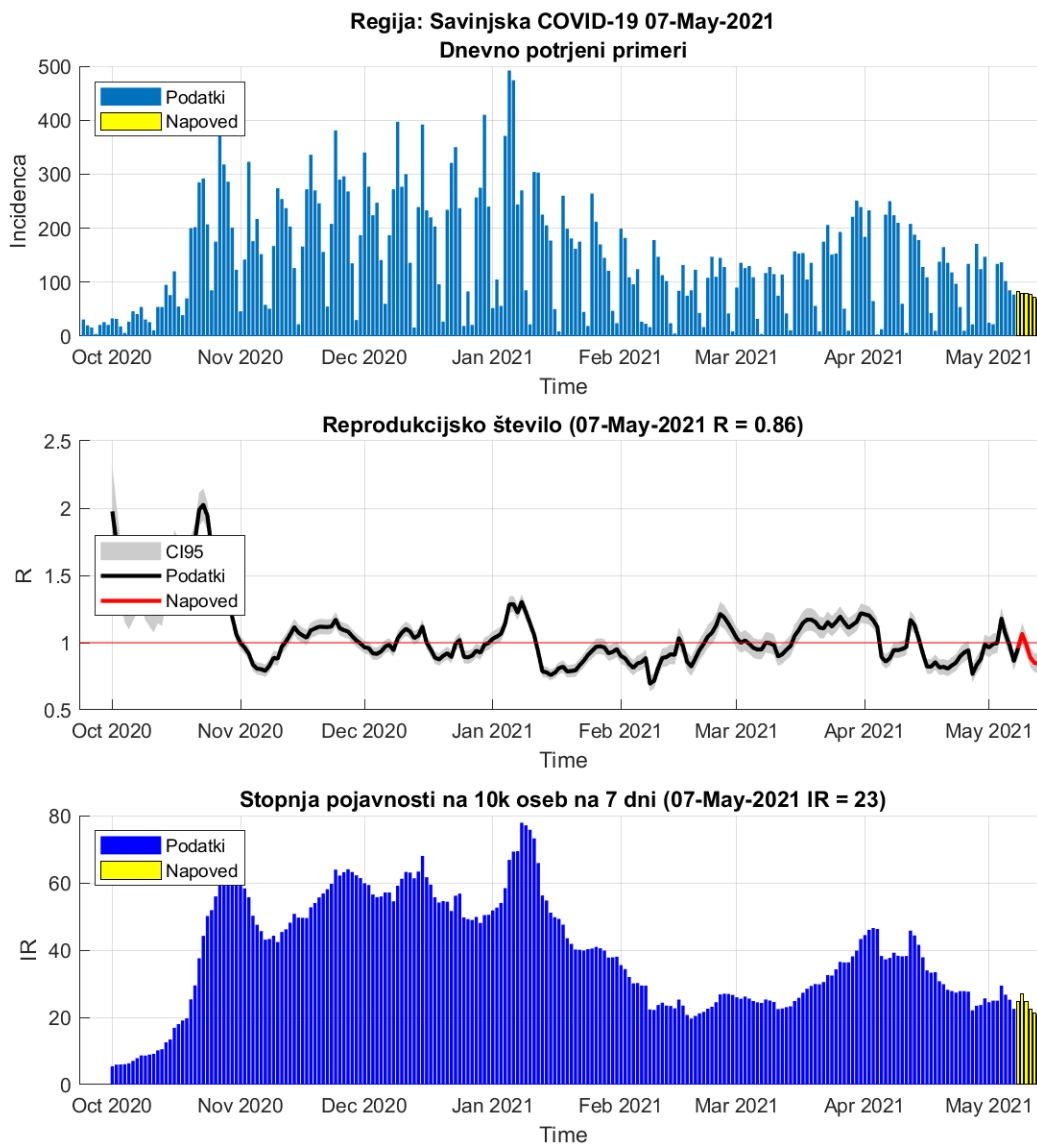 Regija: Savinjska COVID-19 07-May-2021
Dnevno potrjeni primeri
500
400
300
200
100
0
Incidenca
Podatki
Napoved
Oct 2020 Nov 2020 Dec 2020 Jan 2021 Feb 2021 Mar 2021 Apr 2021 May 2021
Time
Reprodukcijsko število (07-May-2021 R = 0.86)
2.5
2
1.5
1
0.5
R
CI95
Podatki
Napoved
Oct 2020 Nov 2020 Dec 2020 Jan 2021 Feb 2021 Mar 2021 Apr 2021 May 2021
Time
Stopnja pojavnosti na 10k oseb na 7 dni (07-May-2021 IR = 23)
80
60
40
20
0
IR
Podatki
Napoved
Oct 2020 Nov 2020 Dec 2020 Jan 2021 Feb 2021 Mar 2021 Apr 2021 May 2021
Time